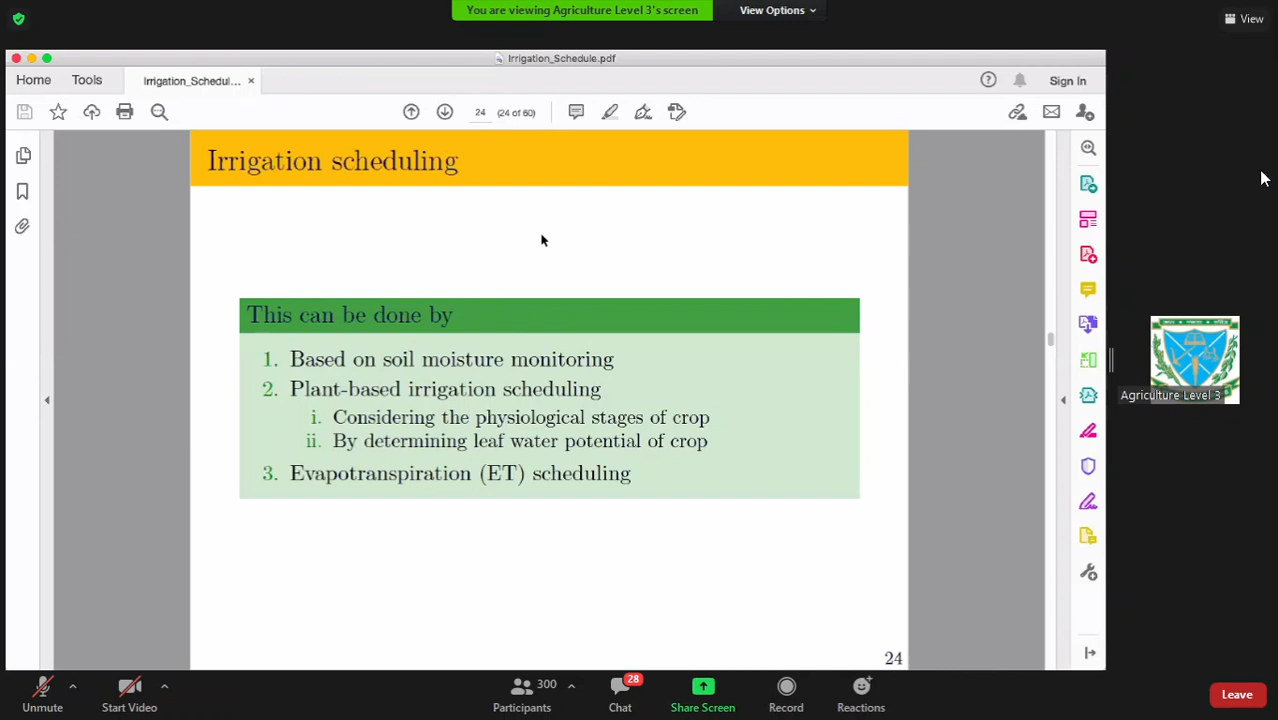 You are viewing Agriculture Level 3's screen
View Options
View
Irrigation_Schedule.pdf
Home
Tools
Irrigation_Schedul...
Sign In
24
(24 of 60)
Irrigation scheduling
This can be done by
1. Based on soil moisture monitoring
2. Plant-based irrigation scheduling
i. Considering the physiological stages of crop
ii. By determining leaf water potential of crop
3. Evapotranspiration (ET) scheduling
24
Agriculture Level 3
Unmute
Start Video
300
Participants
28
Chat
Share Screen
Record
Reactions
Leave